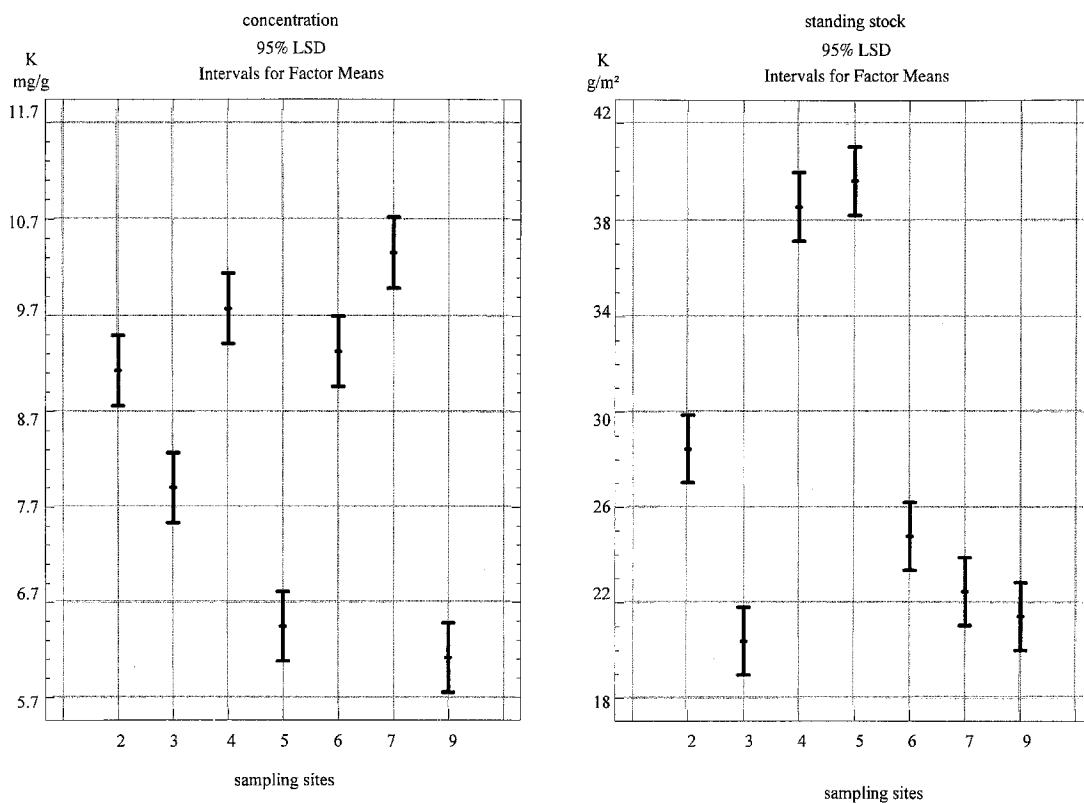 concentration
95% LSD
Intervals for Factor Means
K
mg/g
11.7
10.7
9.7
8.7
7.7
6.7
5.7
2 3 4 5 6 7 9
sampling sites
standing stock
95% LSD
Intervals for Factor Means
K
g/m²
42
38
34
30
26
22
18
2 3 4 5 6 7 9
sampling sites